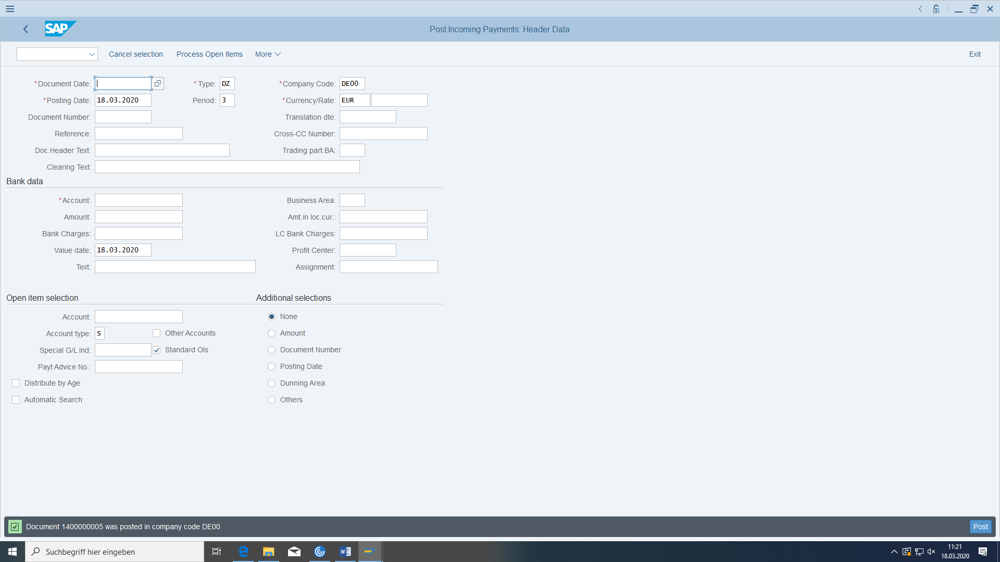 SAP
Post Incoming Payments: Header Data
Cancel selection Process Open Items More Exit
*Document Date: * Type: DZ *Company Code: DE00
*Posting Date: 18.03.2020 Period: 3 *Currency/Rate: EUR
Document Number: Translation dte:
Reference: Cross-CC Number:
Doc.Header Text: Trading part.BA:
Clearing Text:
Bank data
*Account: Business Area:
Amount: Amt.in loc.cur.:
Bank Charges: LC Bank Charges:
Value date: 18.03.2020 Profit Center:
Text: Assignment:
Open item selection Additional selections
Account: None
Account type: S Other Accounts Amount
Special G/L Ind: Standard OIs Document Number
Payt Advice No.: Posting Date
Distribute by Age Dunning Area
Automatic Search Others
Document 1400000005 was posted in company code DE00 Post
Suchbegriff hier eingeben
11:21
18.03.2020